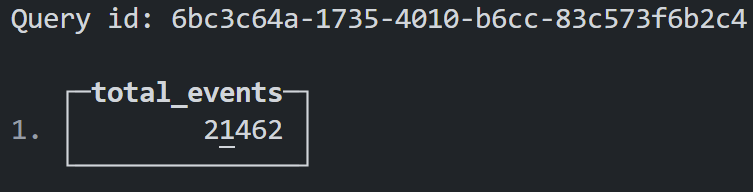 Query id: 6bc3c64a-1735-4010-b6cc-83c573f6b2c4
total_events
1. 21462